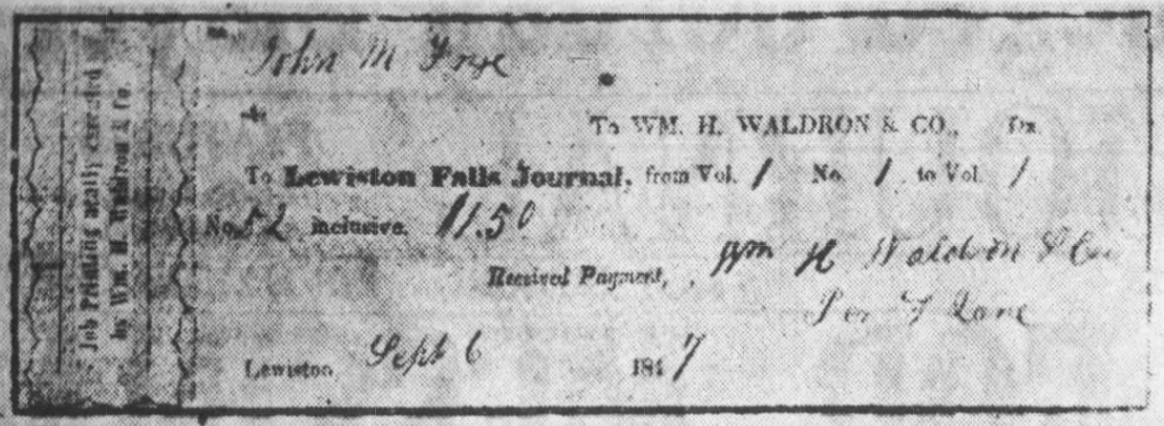 John M Frye
To WM. H. WALDRON & CO., Dr.
To Lewiston Falls Journal, from Vol. 1 No. 1 to Vol. 1
No. 52 inclusive. $1.50
Received Payment, Wm H Waldron & Co
Per F Lane
Lewiston, Sept 6 1847
Job Printing neatly executed
by Wm. H. Waldron & Co.